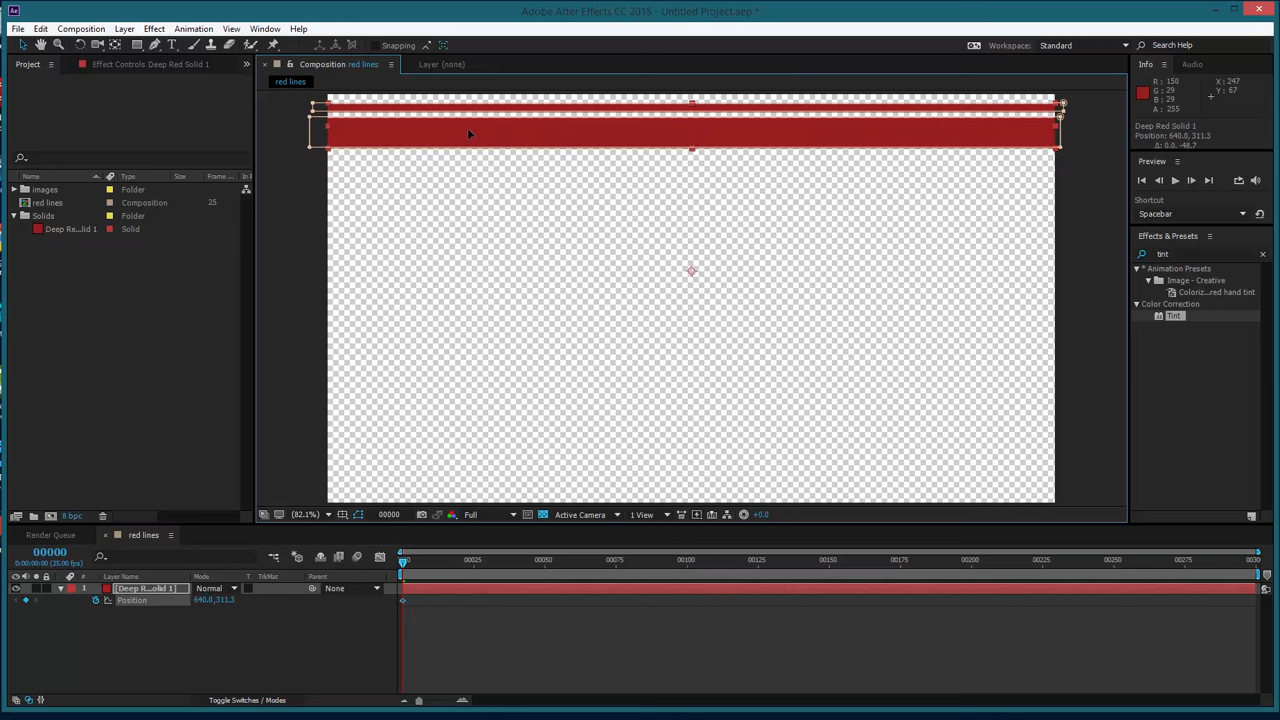 Ae
Adobe After Effects CC 2015 - Untitled Project.aep *
File Edit Composition Layer Effect Animation View Window Help
Snapping
Workspace: Standard
Search Help
Project
Effect Controls Deep Red Solid 1
Composition red lines
Layer (none)
Info
Audio
red lines
R : 150
G : 29
B : 29
A : 255
X : 247
Y : 67
Deep Red Solid 1
Position: 640.0, 311.3
Δ: 0.0, -48.7
Preview
Shortcut
Spacebar
Effects & Presets
tint
* Animation Presets
Image - Creative
Coloriz...red hand tint
Color Correction
Tint
Name
Type
Size
Frame ...
In P
images Folder
red lines Composition 25
Solids Folder
Deep Re...lid 1 Solid
8 bpc
(82.1%)
00000
Full
Active Camera
1 View
+0.0
Render Queue
red lines
00000
0:00:00:00 (25.00 fps)
00 00025 00050 00075 00100 00125 00150 00175 00200 00225 00250 00275 0030
# Layer Name Mode T TrkMat Parent
1 [Deep R...olid 1] Normal None
Position 640.0,311.3
Toggle Switches / Modes